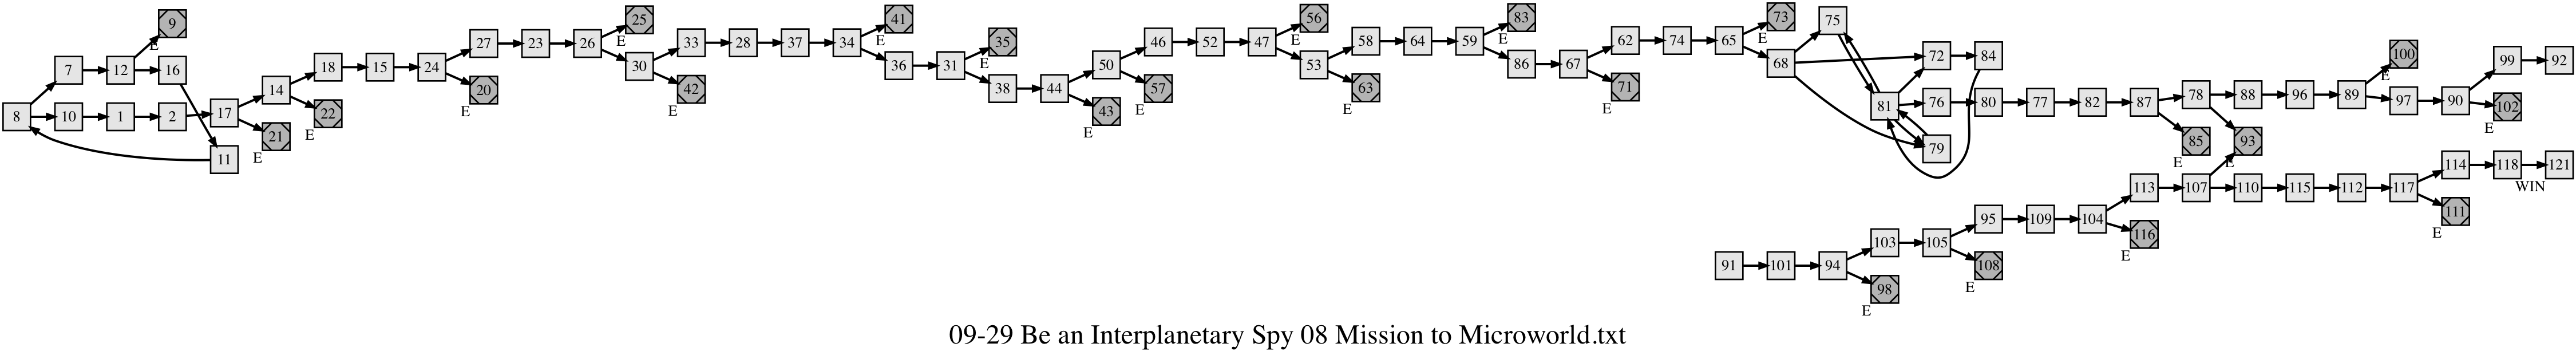 9
E
7 12 16
8 10 1 2 17
11
21
E
14
22
E
18 15 24
20
E
27 23 26
25
E
30
42
E
33 28 37 34
41
E
36 31
35
E
38 44
43
E
50
57
E
46 52 47
56
E
53
63
E
58 64 59
83
E
86 67
71
E
62 74 65
73
E
68
75
72 84
81 76 80 77 82 87
79
85
E
78 88 96 89
93
E
100
E
97 90
102
E
99 92
91 101 94
98
E
103 105
108
E
95 109 104
116
E
113 107 110 115 112 117
111
E
114 118 121
WIN
09-29 Be an Interplanetary Spy 08 Mission to Microworld.txt